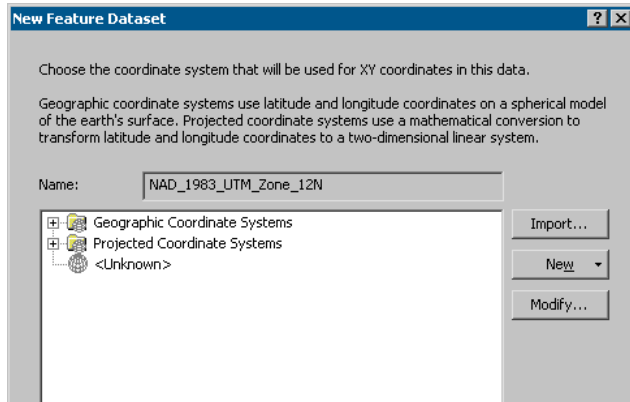 New Feature Dataset
Choose the coordinate system that will be used for XY coordinates in this data.
Geographic coordinate systems use latitude and longitude coordinates on a spherical model
of the earth's surface. Projected coordinate systems use a mathematical conversion to
transform latitude and longitude coordinates to a two-dimensional linear system.
Name: NAD_1983_UTM_Zone_12N
Geographic Coordinate Systems
Projected Coordinate Systems
<Unknown>
Import...
New
Modify...